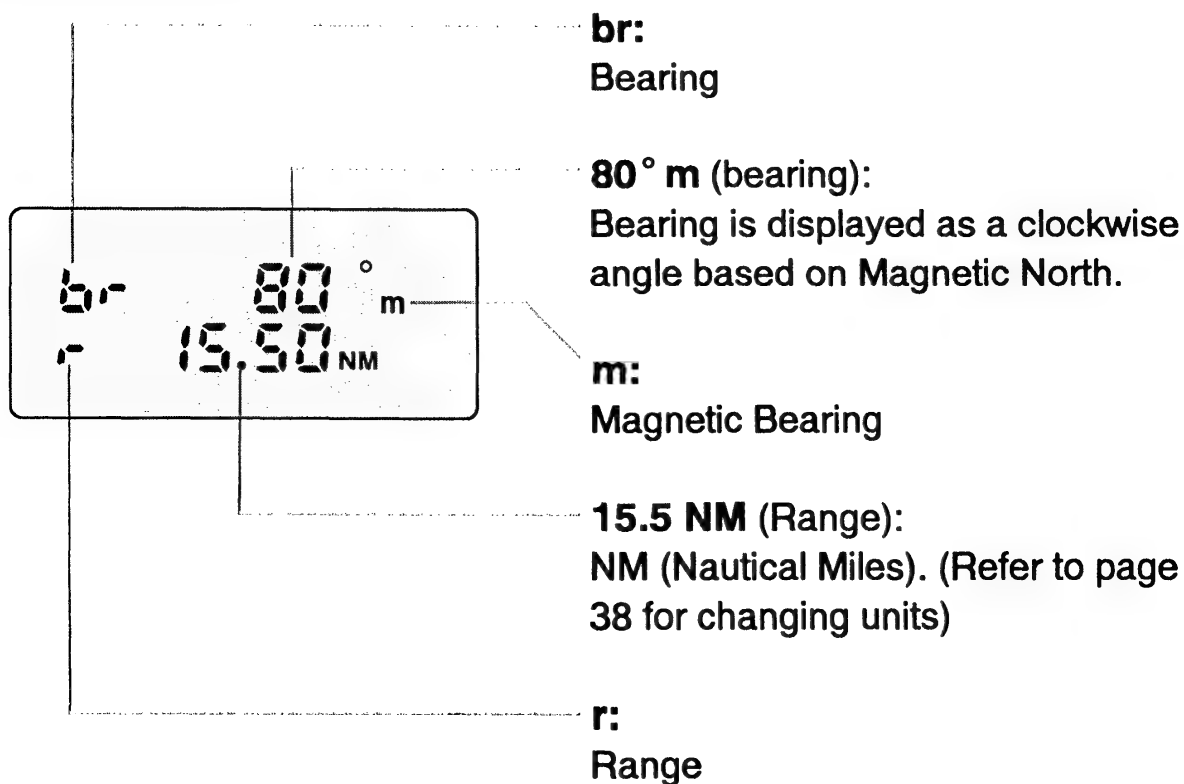 br:
Bearing
80° m (bearing):
Bearing is displayed as a clockwise
angle based on Magnetic North.
br 80 ° m
r 15.50 NM
m:
Magnetic Bearing
15.5 NM (Range):
NM (Nautical Miles). (Refer to page
38 for changing units)
r:
Range